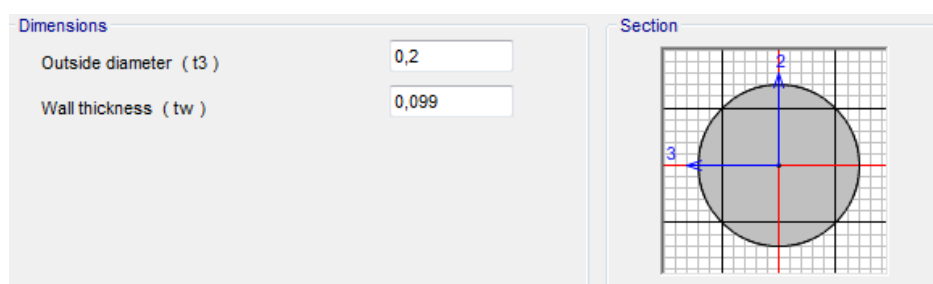 Dimensions
Outside diameter ( t3 )
0,2
Wall thickness ( tw )
0,099
Section
2
3